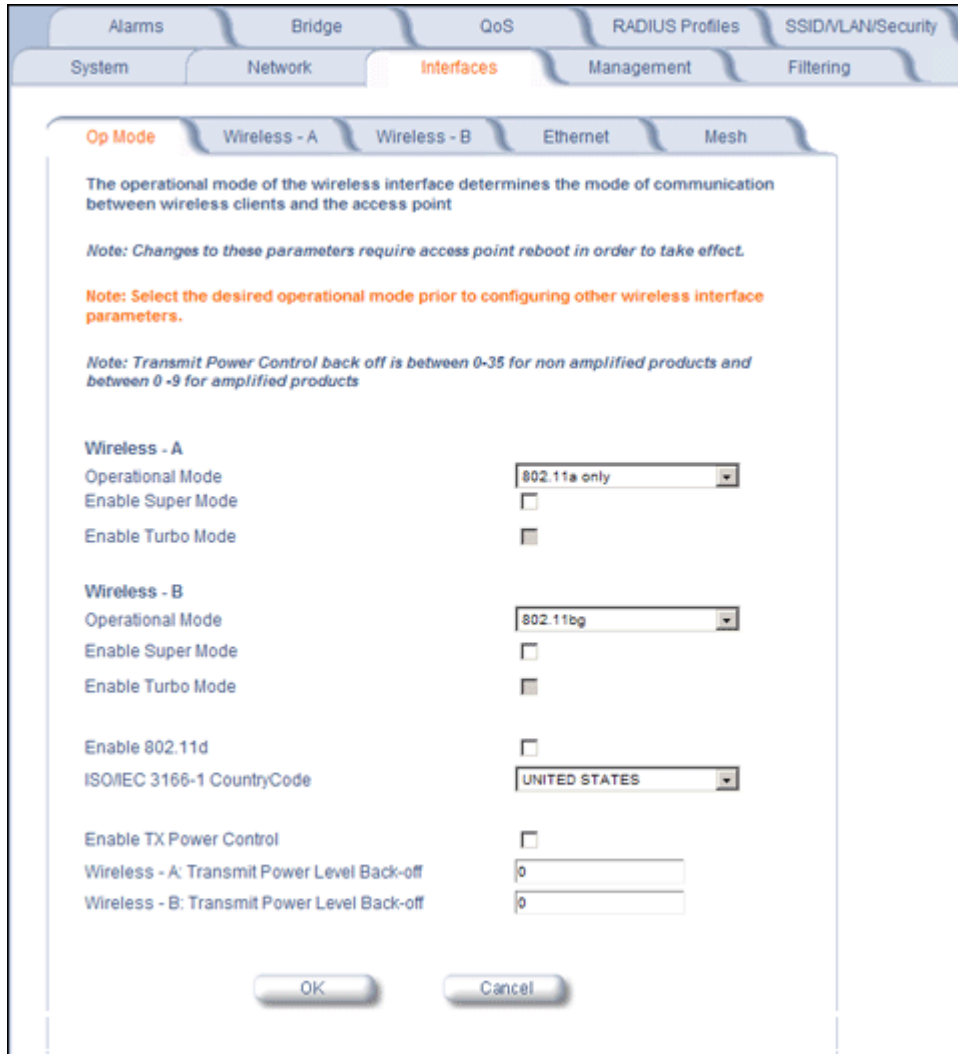 Alarms
Bridge
QoS
RADIUS Profiles
SSID/VLAN/Security
System
Network
Interfaces
Management
Filtering
Op Mode
Wireless - A
Wireless - B
Ethernet
Mesh
The operational mode of the wireless interface determines the mode of communication
between wireless clients and the access point
Note: Changes to these parameters require access point reboot in order to take effect.
Note: Select the desired operational mode prior to configuring other wireless interface
parameters.
Note: Transmit Power Control back off is between 0-35 for non amplified products and
between 0 -9 for amplified products
Wireless - A
Operational Mode
802.11a only
Enable Super Mode
Enable Turbo Mode
Wireless - B
Operational Mode
802.11bg
Enable Super Mode
Enable Turbo Mode
Enable 802.11d
ISO/IEC 3166-1 CountryCode
UNITED STATES
Enable TX Power Control
Wireless - A: Transmit Power Level Back-off
0
Wireless - B: Transmit Power Level Back-off
0
OK
Cancel